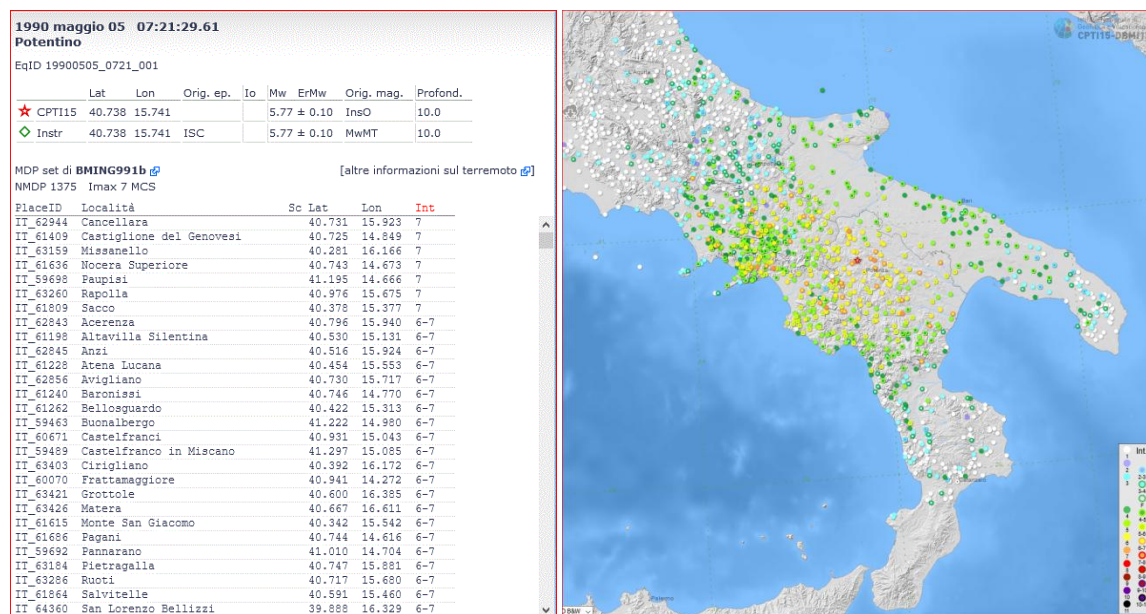 1990 maggio 05 07:21:29.61
Potentino
EqID 19900505_0721_001
Lat Lon Orig. ep. Io Mw ErMw Orig. mag. Profond.
CPTI15 40.738 15.741 5.77 ± 0.10 InsO 10.0
Instr 40.738 15.741 ISC 5.77 ± 0.10 MwMT 10.0
MDP set di BMING991b [altre informazioni sul terremoto]
NMDP 1375 Imax 7 MCS
PlaceID Località Sc Lat Lon Int
IT_62944 Cancellara 40.731 15.923 7
IT_61409 Castiglione del Genovesi 40.725 14.849 7
IT_63159 Missanello 40.281 16.166 7
IT_61636 Nocera Superiore 40.743 14.673 7
IT_59698 Paupisi 41.195 14.666 7
IT_63260 Rapolla 40.976 15.675 7
IT_61809 Sacco 40.378 15.377 7
IT_62843 Acerenza 40.796 15.940 6-7
IT_61198 Altavilla Silentina 40.530 15.131 6-7
IT_62845 Anzi 40.516 15.924 6-7
IT_61228 Atena Lucana 40.454 15.553 6-7
IT_62856 Avigliano 40.730 15.717 6-7
IT_61240 Baronissi 40.746 14.770 6-7
IT_61262 Bellosguardo 40.422 15.313 6-7
IT_59463 Buonalbergo 41.222 14.980 6-7
IT_60671 Castelfranci 40.931 15.043 6-7
IT_59489 Castelfranco in Miscano 41.297 15.085 6-7
IT_63403 Cirigliano 40.392 16.172 6-7
IT_60070 Frattamaggiore 40.941 14.272 6-7
IT_63421 Grottole 40.600 16.385 6-7
IT_63426 Matera 40.667 16.611 6-7
IT_61615 Monte San Giacomo 40.342 15.542 6-7
IT_61686 Pagani 40.744 14.616 6-7
IT_59692 Pannarano 41.010 14.704 6-7
IT_63184 Pietragalla 40.747 15.881 6-7
IT_63286 Ruoti 40.717 15.680 6-7
IT_61864 Salvitelle 40.591 15.460 6-7
IT_64360 San Lorenzo Bellizzi 39.888 16.329 6-7
CPTI15-DBMI1
Bari
Potenza
Int
B&W